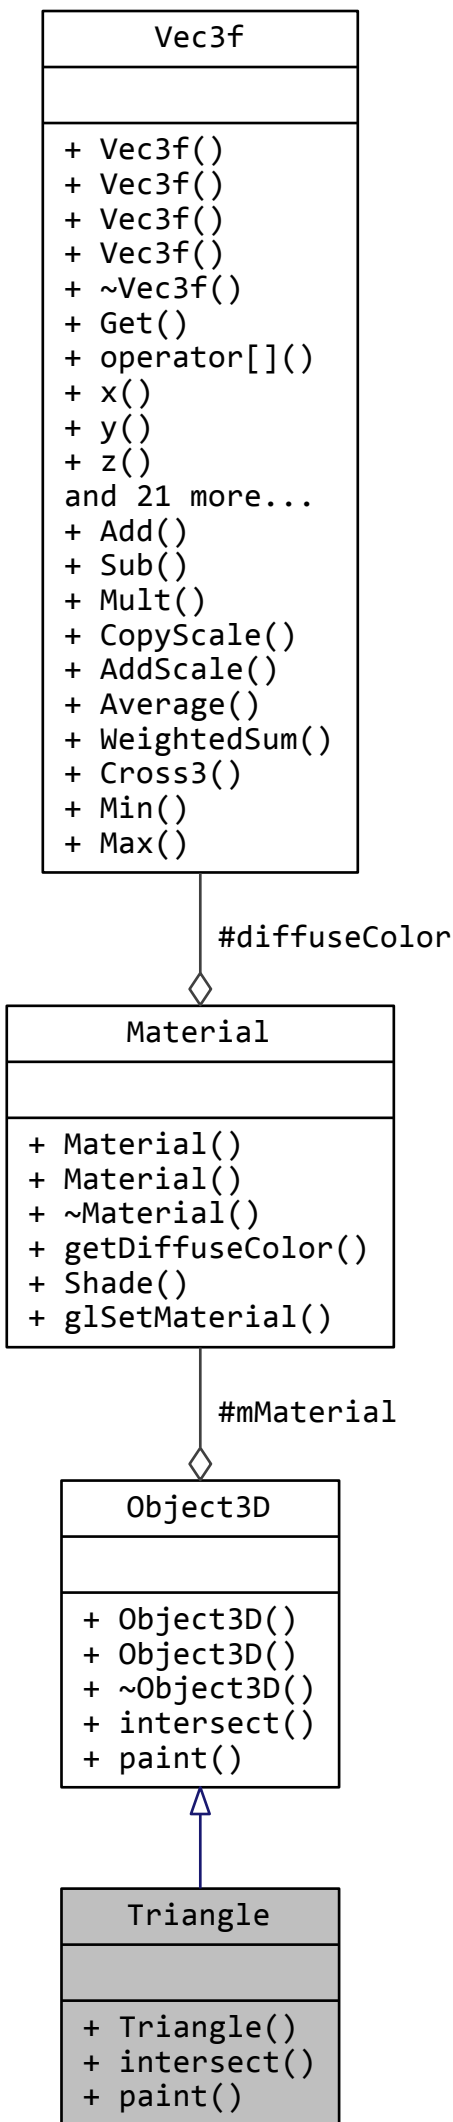 Vec3f
+ Vec3f()
+ Vec3f()
+ Vec3f()
+ Vec3f()
+ ~Vec3f()
+ Get()
+ operator[]()
+ x()
+ y()
+ z()
and 21 more...
+ Add()
+ Sub()
+ Mult()
+ CopyScale()
+ AddScale()
+ Average()
+ WeightedSum()
+ Cross3()
+ Min()
+ Max()
#diffuseColor
Material
+ Material()
+ Material()
+ ~Material()
+ getDiffuseColor()
+ Shade()
+ glSetMaterial()
#mMaterial
Object3D
+ Object3D()
+ Object3D()
+ ~Object3D()
+ intersect()
+ paint()
Triangle
+ Triangle()
+ intersect()
+ paint()